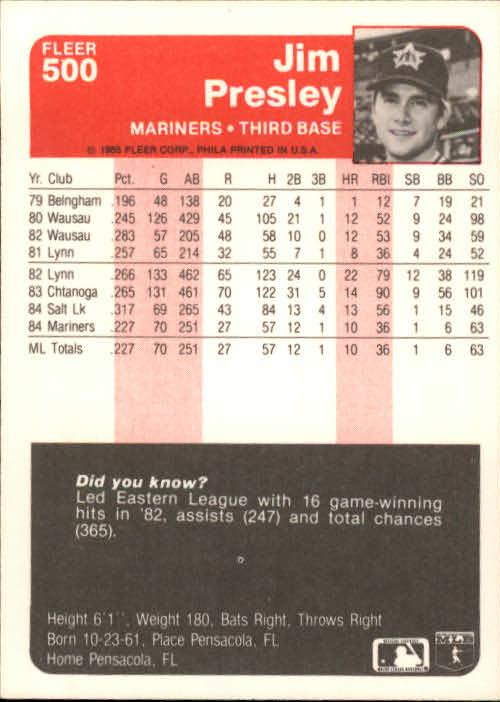 FLEER
500
Jim
Presley
MARINERS • THIRD BASE
© 1985 FLEER CORP., PHILA PRINTED IN U.S.A.
Yr. Club Pct. G AB R H 2B 3B HR RBI SB BB SO
79 Belngham .196 48 138 20 27 4 1 1 12 7 19 21
80 Wausau .245 126 429 45 105 21 1 12 52 9 24 98
82 Wausau .283 57 205 48 58 10 0 12 53 9 34 59
81 Lynn .257 65 214 32 55 7 1 8 36 4 24 52
82 Lynn .266 133 462 65 123 24 0 22 79 12 38 119
83 Chtanoga .265 131 461 70 122 31 5 14 90 9 56 101
84 Salt Lk .317 69 265 43 84 13 4 13 56 1 15 46
84 Mariners .227 70 251 27 57 12 1 10 36 1 6 63
ML Totals .227 70 251 27 57 12 1 10 36 1 6 63
Did you know?
Led Eastern League with 16 game-winning
hits in '82, assists (247) and total chances
(365).
Height 6'1'', Weight 180, Bats Right, Throws Right
Born 10-23-61, Place Pensacola, FL
Home Pensacola, FL
MLB